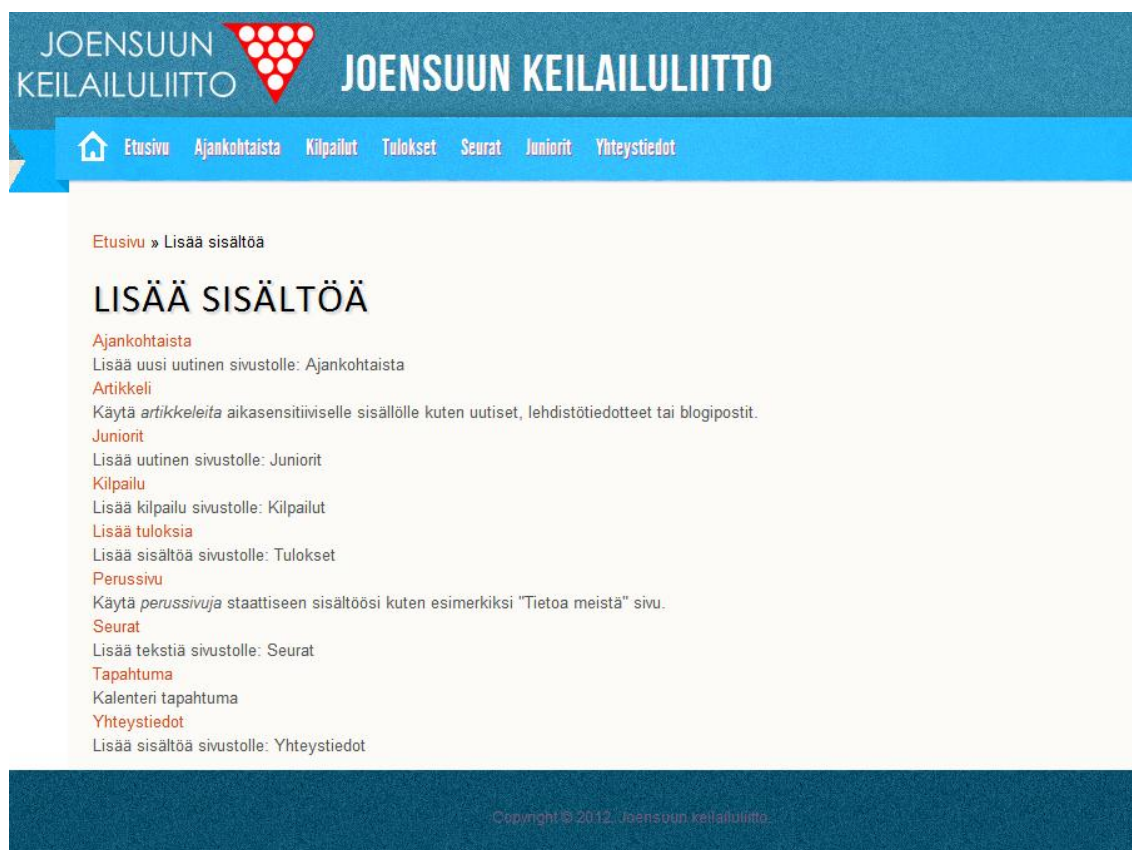 JOENSUUN
KEILAILULIITTO
JOENSUUN KEILAILULIITTO
Etusivu Ajankohtaista Kilpailut Tulokset Seurat Juniorit Yhteystiedot
Etusivu » Lisää sisältöä
LISÄÄ SISÄLTÖÄ
Ajankohtaista
Lisää uusi uutinen sivustolle: Ajankohtaista
Artikkeli
Käytä artikkeleita aikasensitiiviselle sisällölle kuten uutiset, lehdistötiedotteet tai blogipostit.
Juniorit
Lisää uutinen sivustolle: Juniorit
Kilpailu
Lisää kilpailu sivustolle: Kilpailut
Lisää tuloksia
Lisää sisältöä sivustolle: Tulokset
Perussivu
Käytä perussivuja staattiseen sisältöösi kuten esimerkiksi "Tietoa meistä" sivu.
Seurat
Lisää tekstiä sivustolle: Seurat
Tapahtuma
Kalenteri tapahtuma
Yhteystiedot
Lisää sisältöä sivustolle: Yhteystiedot
Copyright © 2012, Joensuun keilailuliitto.